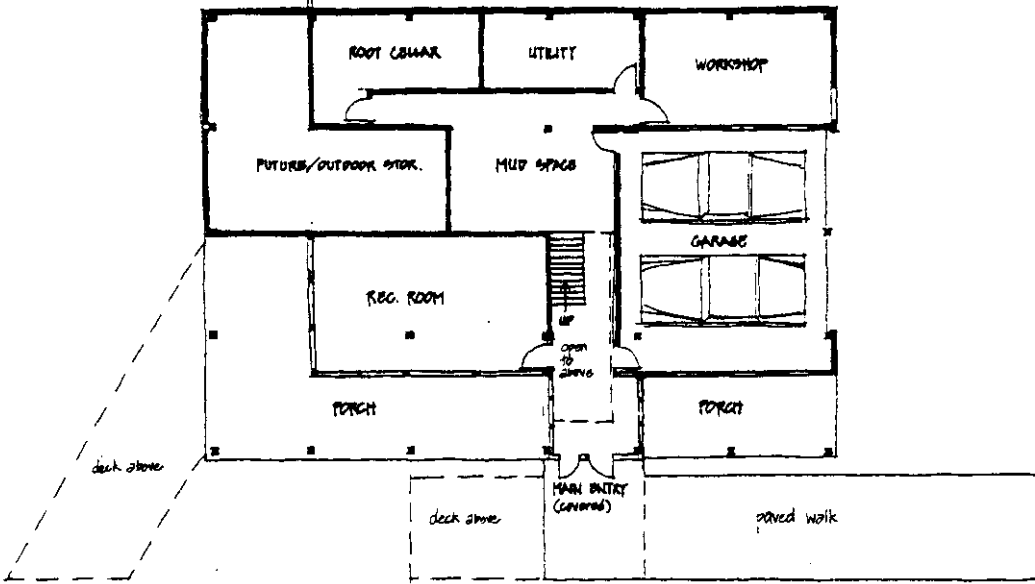 ROOT CELLAR
UTILITY
WORKSHOP
FUTURE/OUTDOOR STOR.
MUD SPACE
GARAGE
REC. ROOM
UP
open
to
above
PORCH
PORCH
deck above
MAIN ENTRY
(covered)
deck above
paved walk